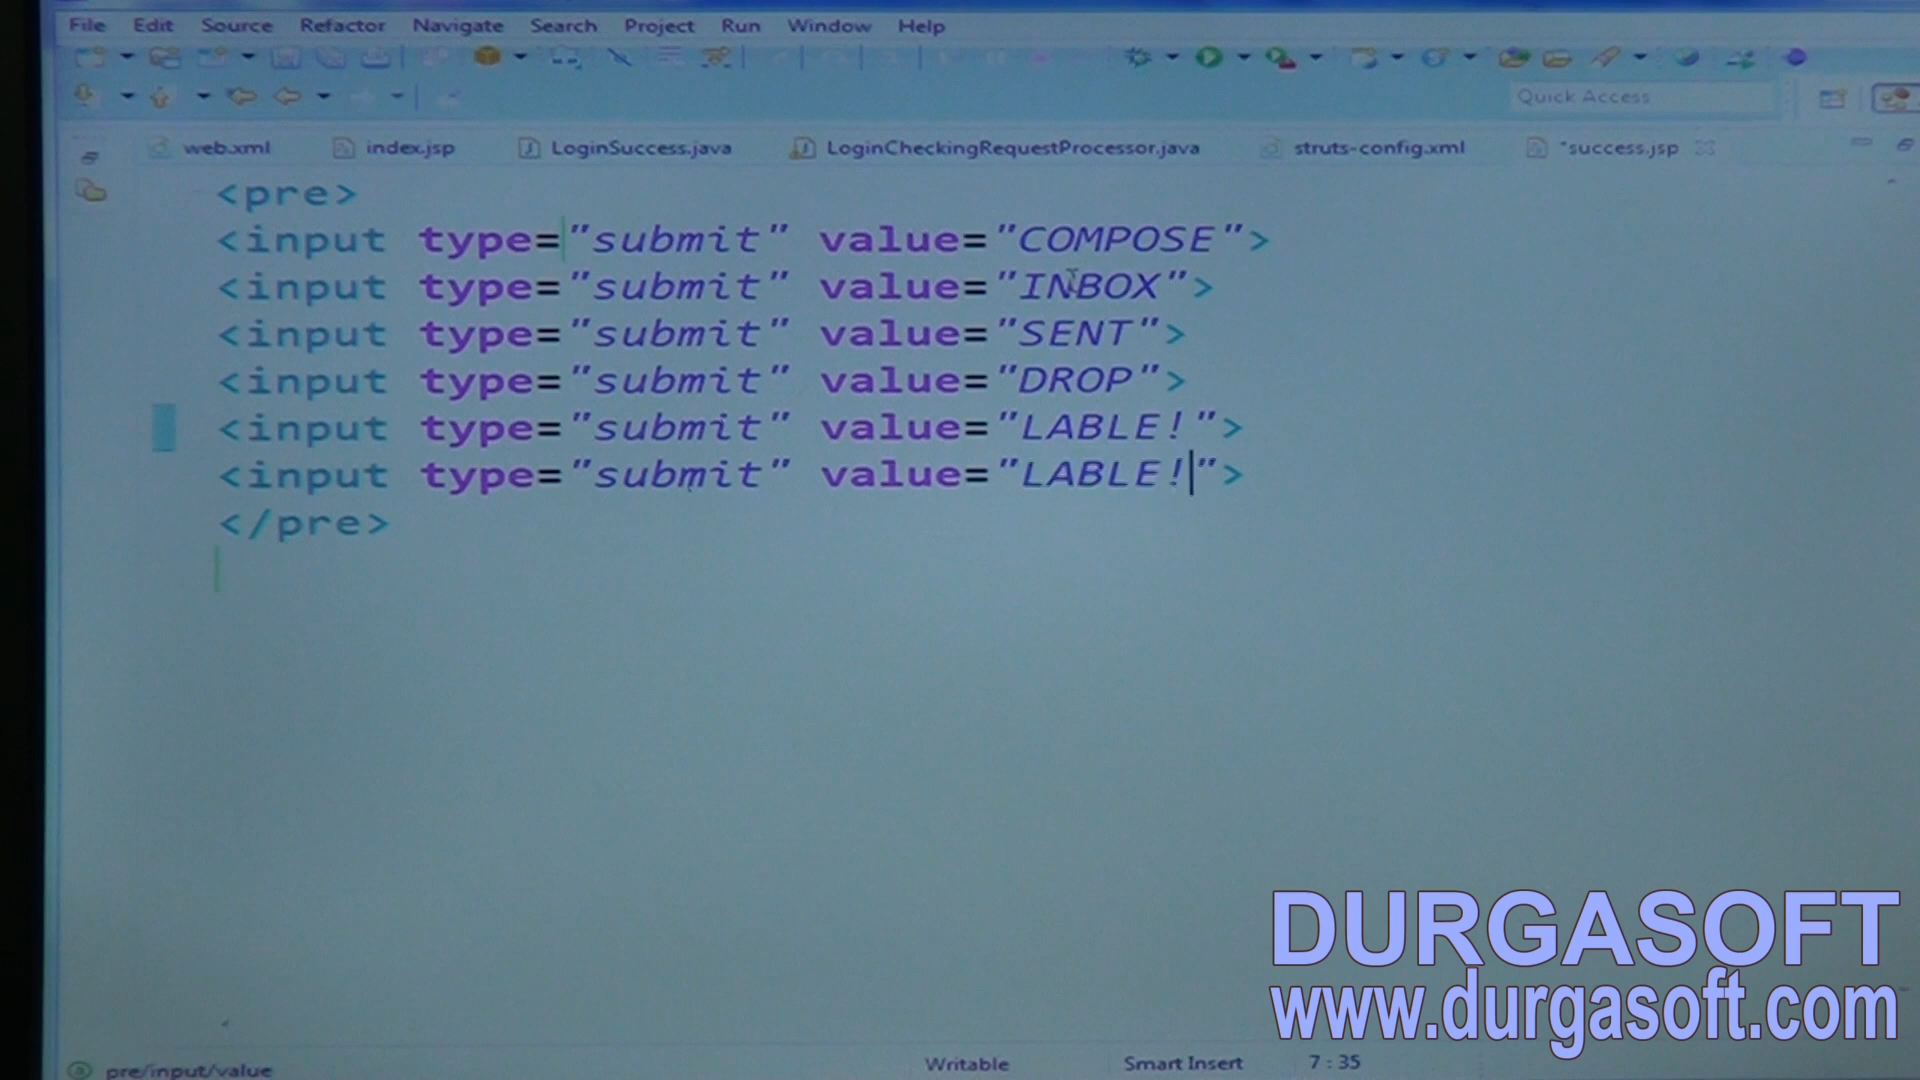 File Edit Source Refactor Navigate Search Project Run Window Help
Quick Access
web.xml index.jsp LoginSuccess.java LoginCheckingRequestProcessor.java struts-config.xml *success.jsp
<pre>
<input type="submit" value="COMPOSE">
<input type="submit" value="INBOX">
<input type="submit" value="SENT">
<input type="submit" value="DROP">
<input type="submit" value="LABLE!">
<input type="submit" value="LABLE!">
</pre>
DURGASOFT
www.durgasoft.com
pre/input/value Writable Smart Insert 7 : 35